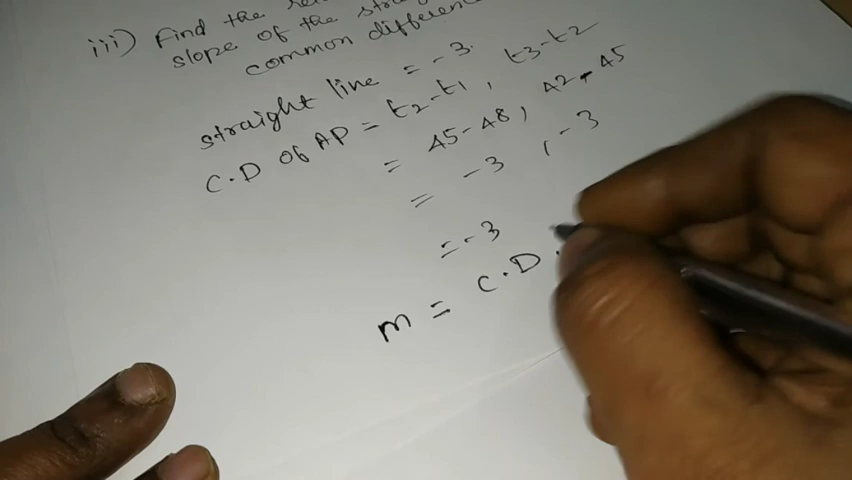 iii) Find the
slope of the
common difference
straight line = -3.
C.D of AP = t2-t1, t3-t2
= 45-48, 42-45
= -3, -3
= -3
m = C.D.